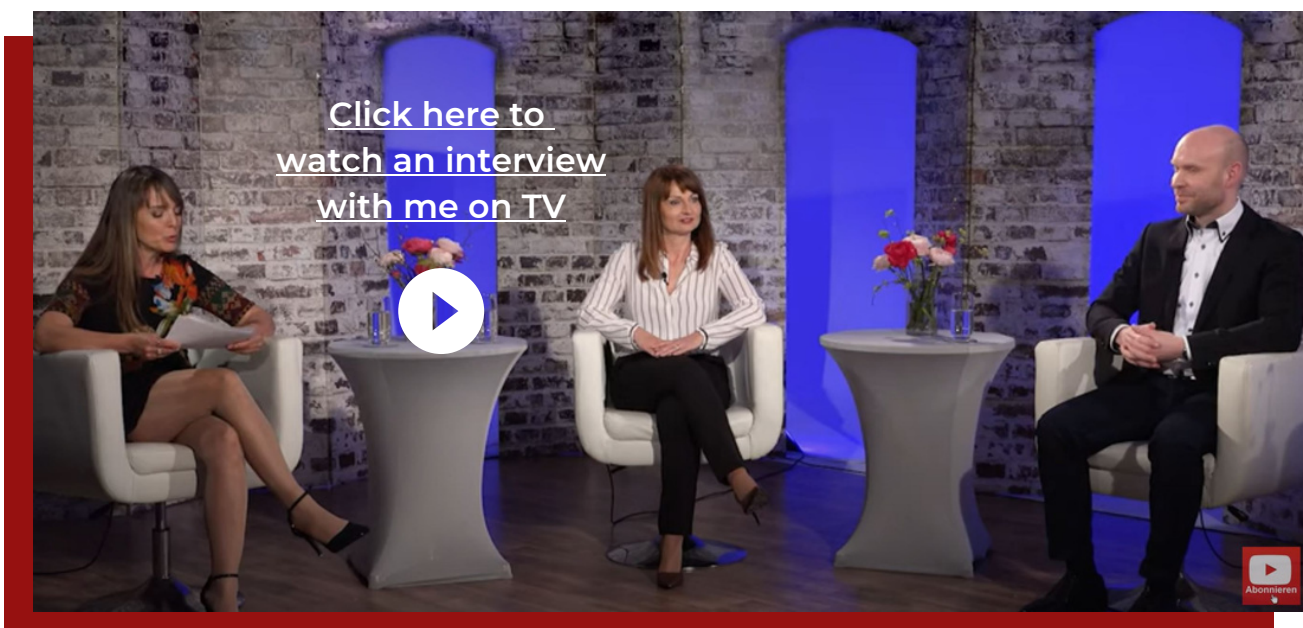 Click here to
watch an interview
with me on TV
Abonnieren